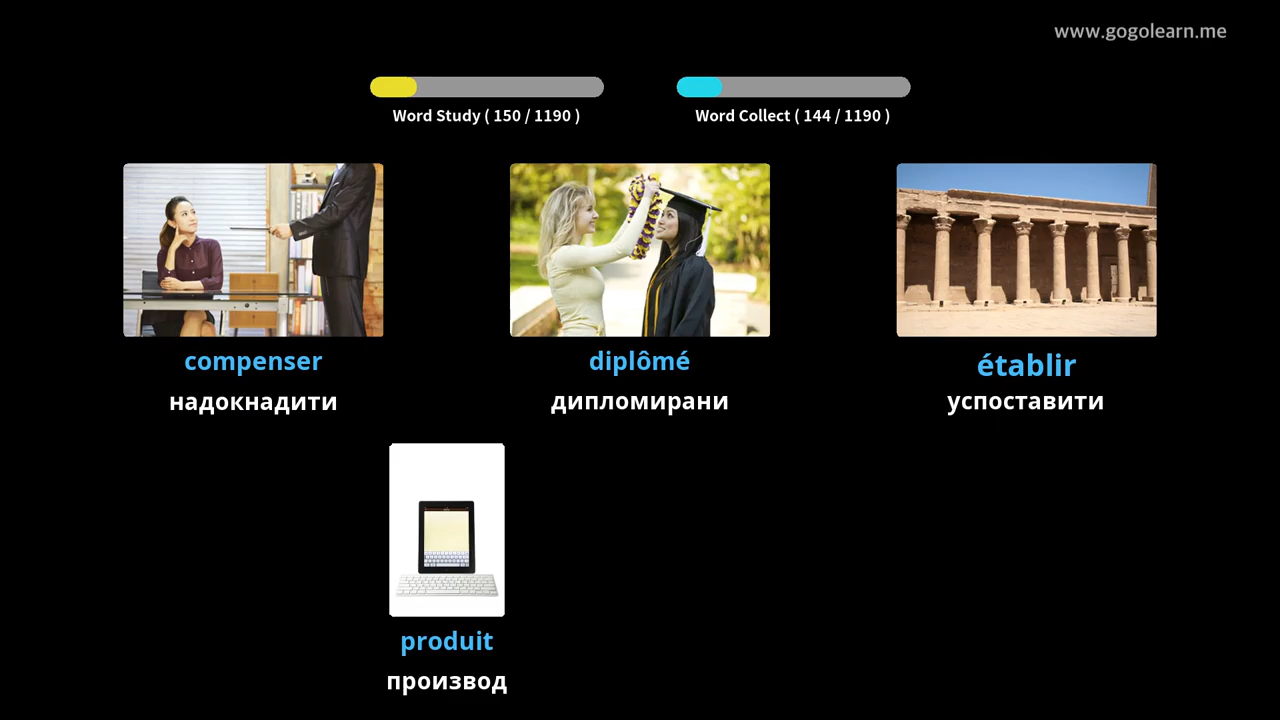 www.gogolearn.me
Word Study ( 150 / 1190 )
Word Collect ( 144 / 1190 )
compenser
надокнадити
diplômé
дипломирани
établir
успоставити
produit
производ